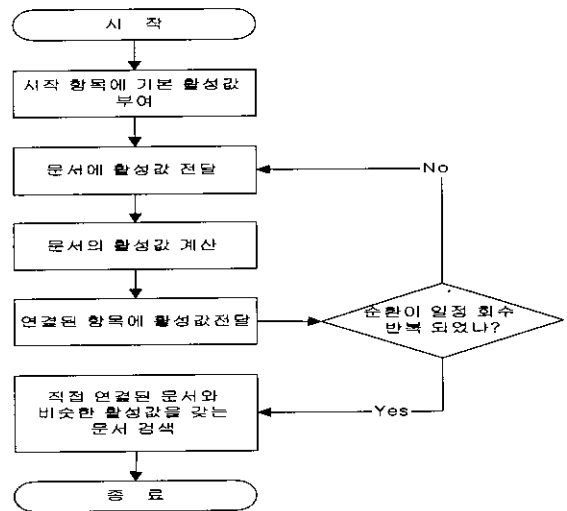 시 작
시작 항목에 기본 활성값
부여
문서에 활성값 전달
No
문서의 활성값 계산
연결된 항목에 활성값전달
순환이 일정 회수
반복 되었나?
직접 연결된 문서와
비슷한 활성값을 갖는
문서 검색
Yes
종 료